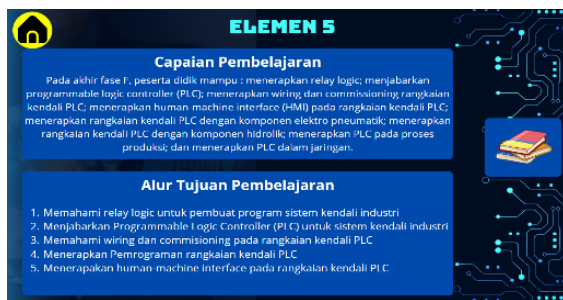 ELEMEN 5
Capaian Pembelajaran
Pada akhir fase F, peserta didik mampu : menerapkan relay logic; menjabarkan
programmable logic controller (PLC); menerapkan wiring dan commissioning rangkaian
kendali PLC; menerapkan human-machine interface (HMI) pada rangkaian kendali PLC;
menerapkan rangkaian kendali PLC dengan komponen elektro pneumatik; menerapkan
rangkaian kendali PLC dengan komponen hidrolik; menerapkan PLC pada proses
produksi; dan menerapkan PLC dalam jaringan.
Alur Tujuan Pembelajaran
1. Memahami relay logic untuk pembuat program sistem kendali industri
2. Menjabarkan Programmable Logic Controller (PLC) untuk sistem kendali industri
3. Memahami wiring dan commisioning pada rangkaian kendali PLC
4. Merapkan Pemrograman rangkaian kendali PLC
5. Merapakan human-machine interface pada rangkaian kendali PLC